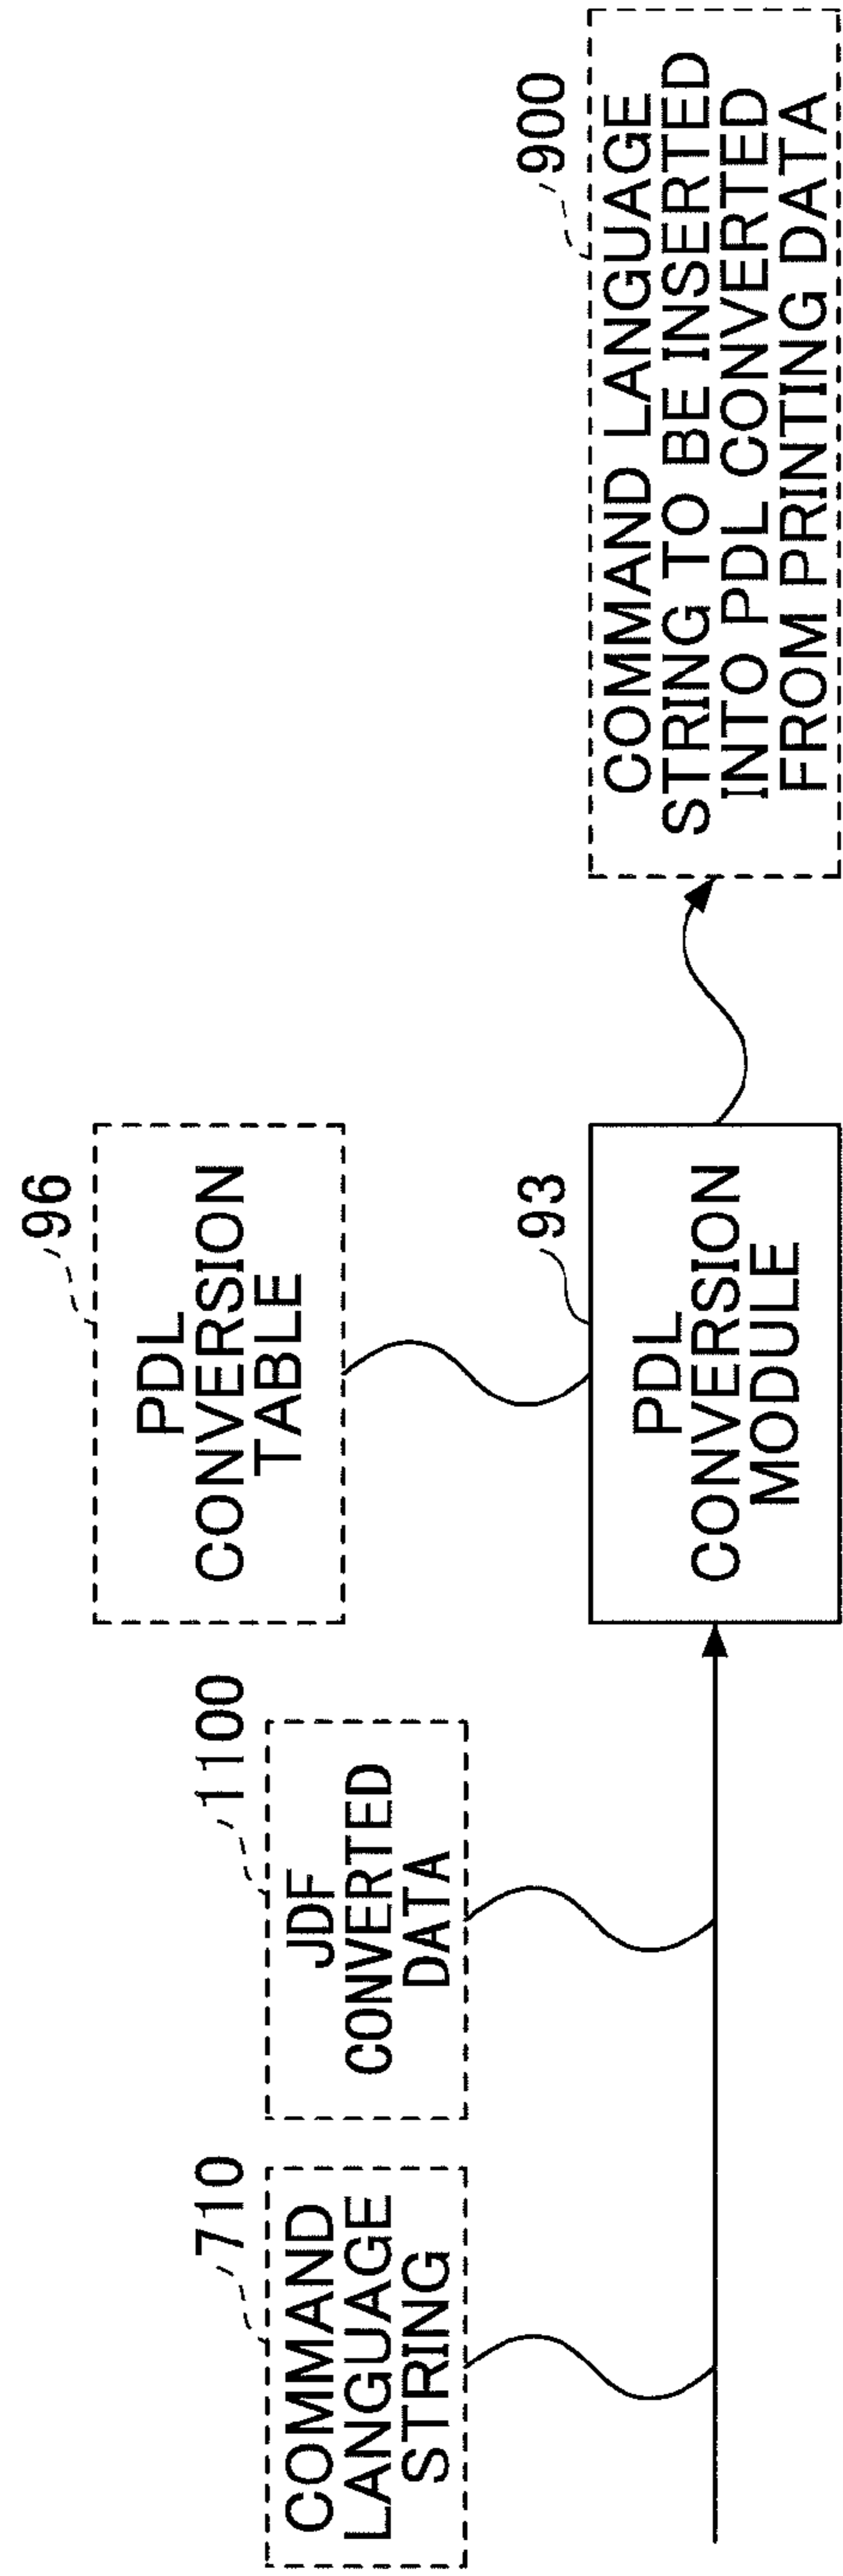 710
COMMAND
LANGUAGE
STRING
1100
JDF
CONVERTED
DATA
96
PDL
CONVERSION
TABLE
93
PDL
CONVERSION
MODULE
900
COMMAND LANGUAGE
STRING TO BE INSERTED
INTO PDL CONVERTED
FROM PRINTING DATA